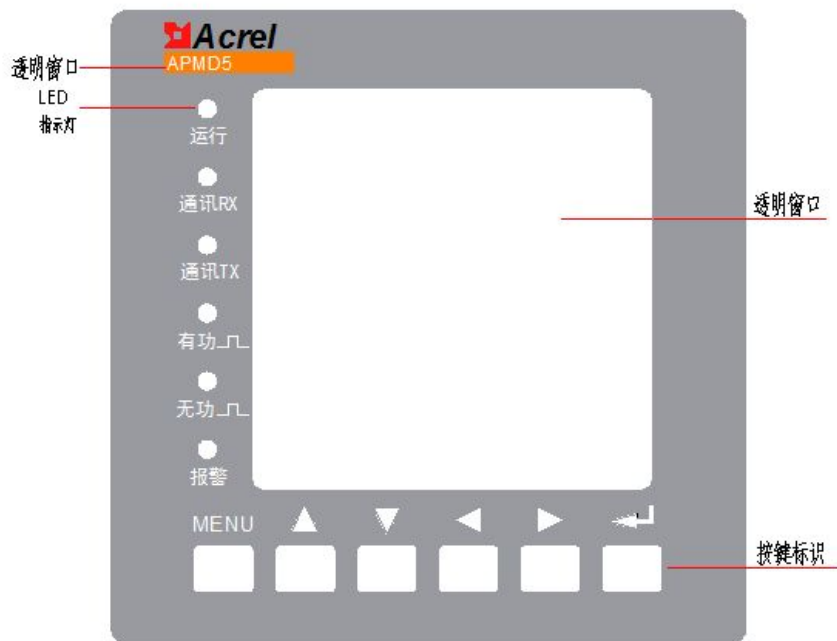 Acrel
APMD5
透明窗口
LED
指示灯
运行
通讯RX
通讯TX
有功
无功
报警
透明窗口
MENU
按键标识